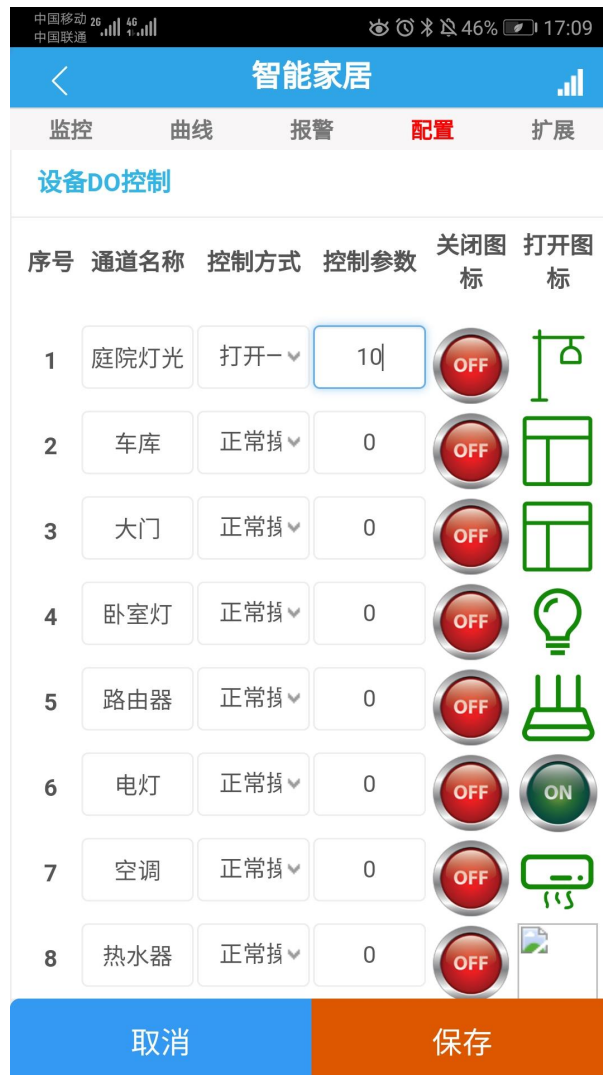 中国移动 26 46 46% 17:09
中国联通
智能家居
监控 曲线 报警 配置 扩展
设备DO控制
序号 通道名称 控制方式 控制参数 关闭图标 打开图标
1 庭院灯光 打开一 10 OFF
2 车库 正常操 0 OFF
3 大门 正常操 0 OFF
4 卧室灯 正常操 0 OFF
5 路由器 正常操 0 OFF
6 电灯 正常操 0 OFF ON
7 空调 正常操 0 OFF
8 热水器 正常操 0 OFF
取消 保存